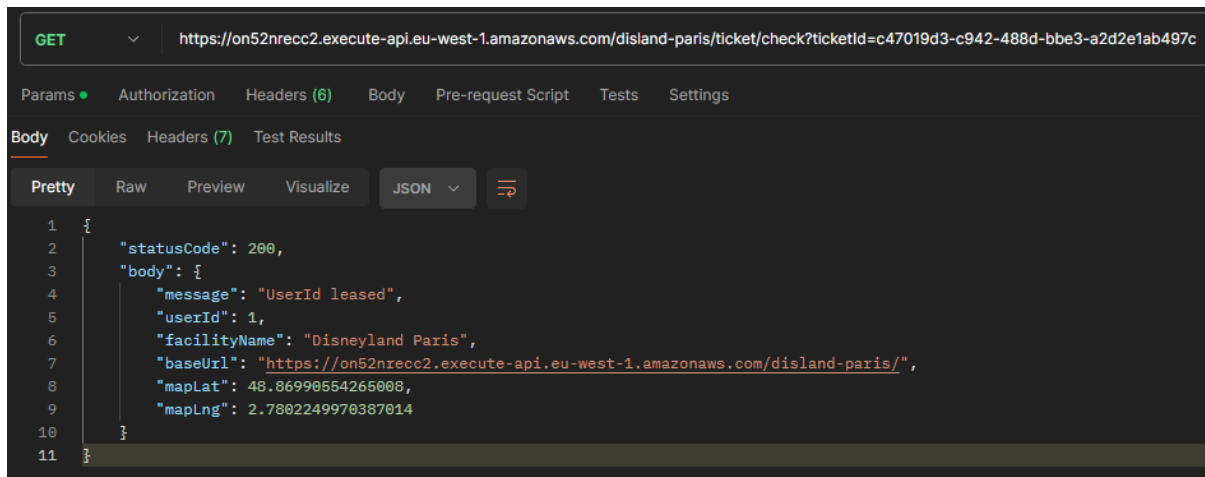 GET https://on52nrecc2.execute-api.eu-west-1.amazonaws.com/disland-paris/ticket/check?ticketId=c47019d3-c942-488d-bbe3-a2d2e1ab497c
Params Authorization Headers (6) Body Pre-request Script Tests Settings
Body Cookies Headers (7) Test Results
Pretty Raw Preview Visualize JSON
1 {
2 "statusCode": 200,
3 "body": {
4 "message": "UserId leased",
5 "userId": 1,
6 "facilityName": "Disneyland Paris",
7 "baseUrl": "https://on52nrecc2.execute-api.eu-west-1.amazonaws.com/disland-paris/",
8 "mapLat": 48.86990554265008,
9 "mapLng": 2.7802249970387014
10 }
11 }